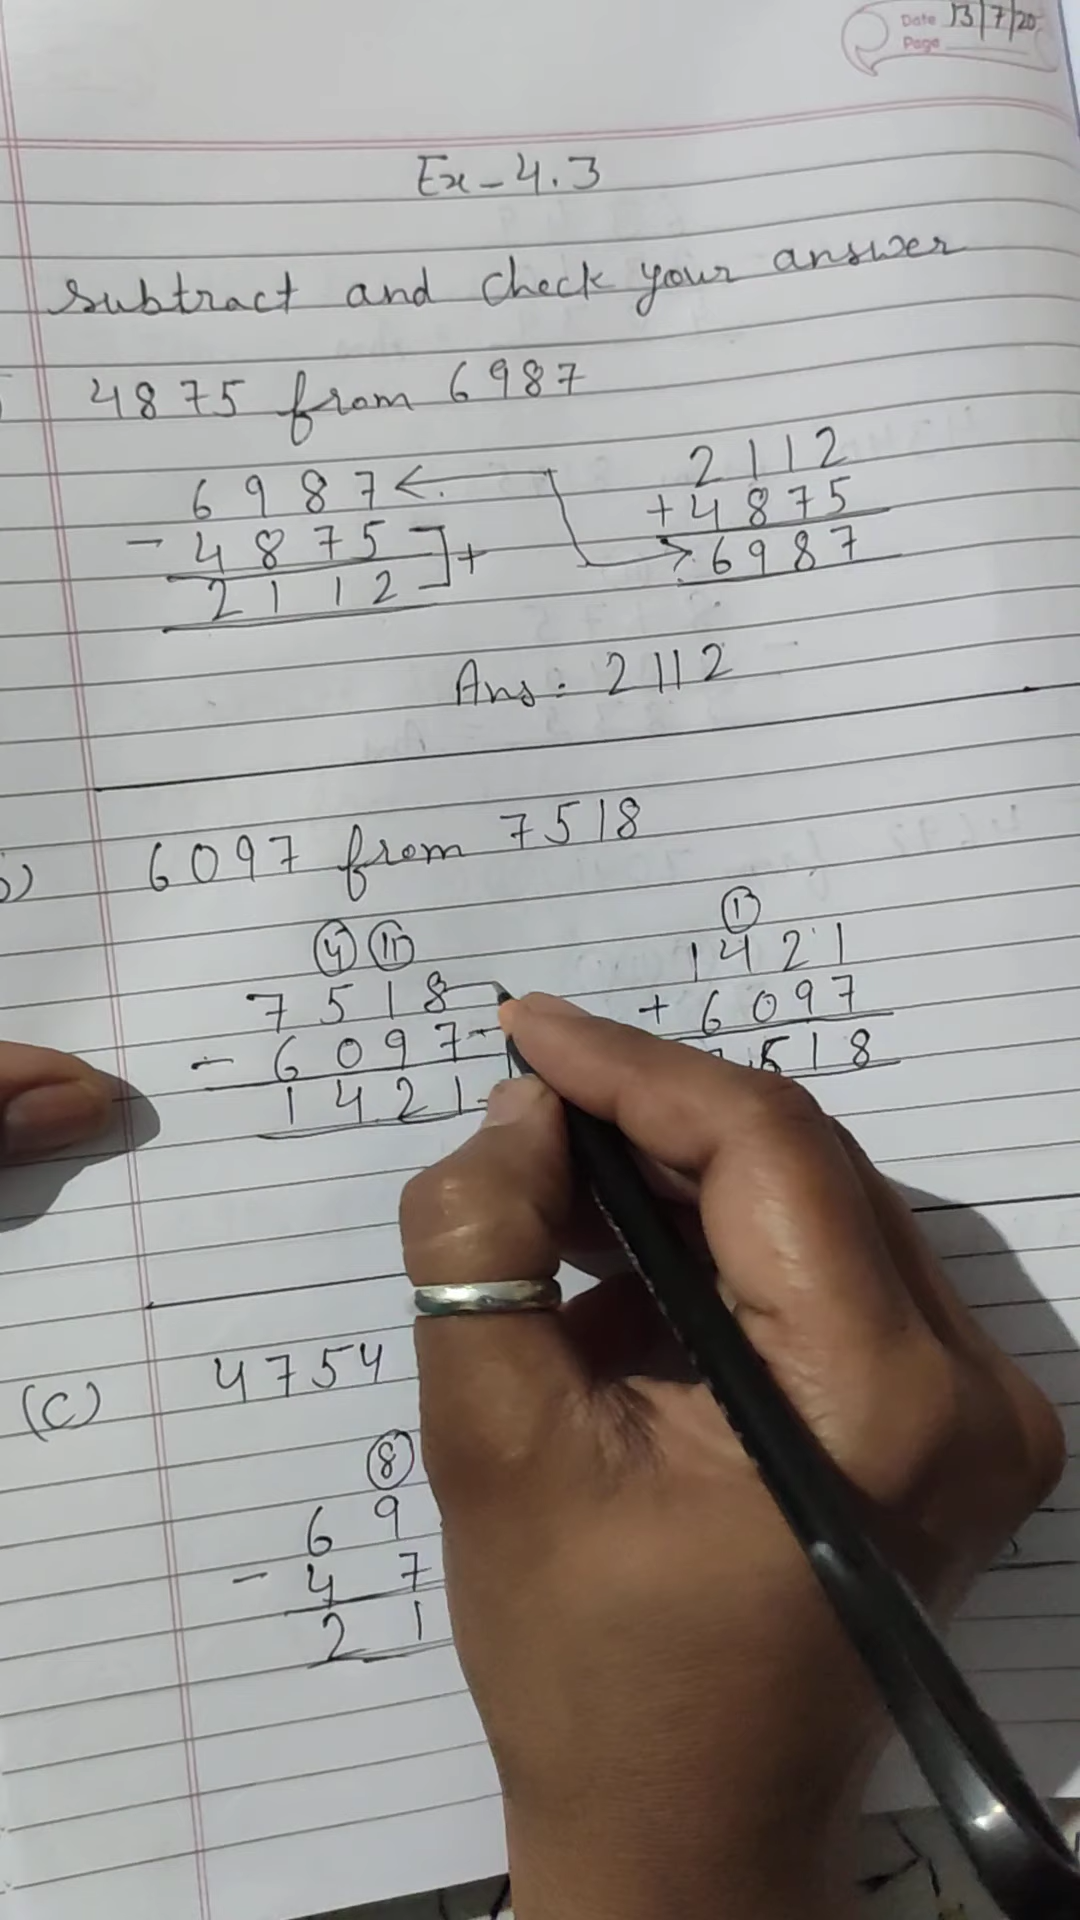 Date 13/7/20
Page
Ex-4.3
subtract and check your answer
4875 from 6987
6987
- 4875
2112
+
2112
+4875
6987
Ans = 2112
b) 6097 from 7518
4 11
7518
- 6097
1421
1
1421
+ 6097
7518
(C) 4754
8
69
- 47
21